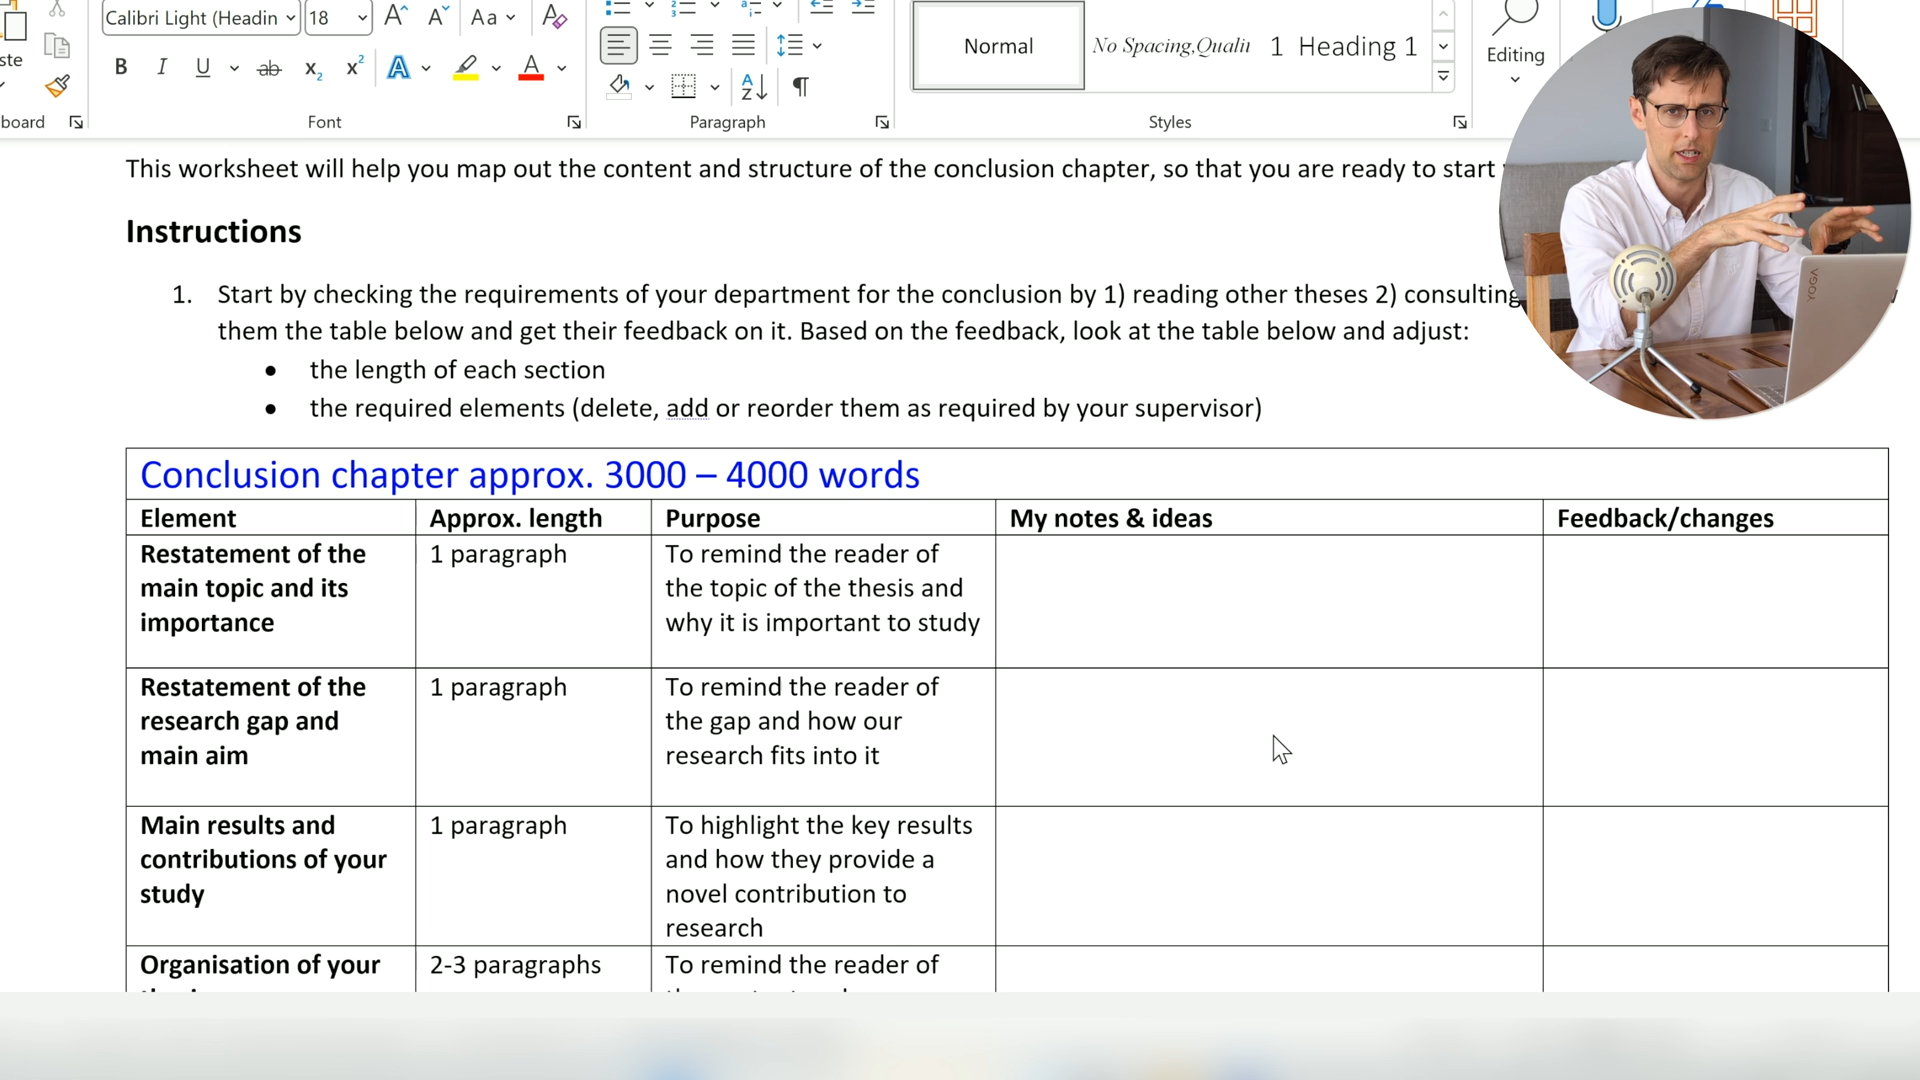 ste
Calibri Light (Headin
18
A A Aa A
B I U ab X2 X2 A A
A Z
Normal
No Spacing,Qualit
1 Heading 1
Editing
board
Font
Paragraph
Styles
This worksheet will help you map out the content and structure of the conclusion chapter, so that you are ready to start
Instructions
1. Start by checking the requirements of your department for the conclusion by 1) reading other theses 2) consulting
them the table below and get their feedback on it. Based on the feedback, look at the table below and adjust:
• the length of each section
• the required elements (delete, add or reorder them as required by your supervisor)
YOGA
Conclusion chapter approx. 3000 – 4000 words
Element Approx. length Purpose My notes & ideas Feedback/changes
Restatement of the 1 paragraph To remind the reader of
main topic and its the topic of the thesis and
importance why it is important to study
Restatement of the 1 paragraph To remind the reader of
research gap and the gap and how our
main aim research fits into it
Main results and 1 paragraph To highlight the key results
contributions of your and how they provide a
study novel contribution to
research
Organisation of your 2-3 paragraphs To remind the reader of